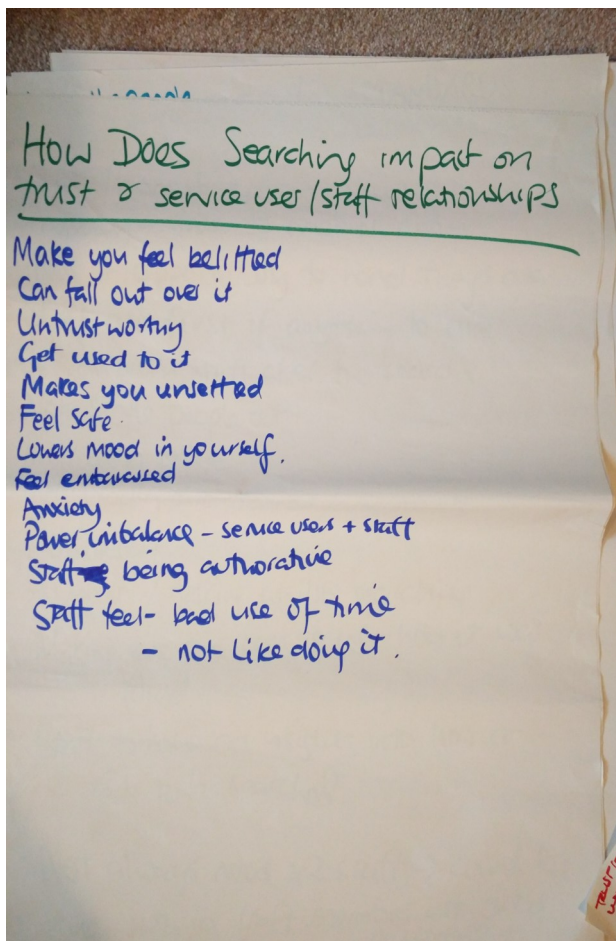 How Does Searching impact on
trust & service user/staff relationships
Make you feel belittled
Can fall out over it
Untrustworthy
Get used to it
Makes you unsettled
Feel safe.
Lowers mood in yourself.
Feel embarassed
Anxiety
Power imbalance - service users + staff
Staff being authorative
Staff feel - bad use of time
- not like doing it.